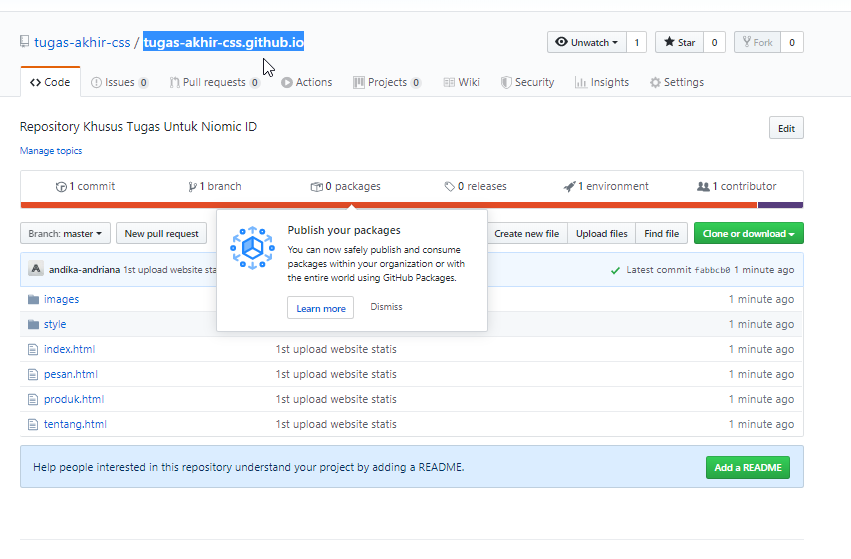 tugas-akhir-css / tugas-akhir-css.github.io
Unwatch 1 Star 0 Fork 0
Code Issues 0 Pull requests 0 Actions Projects 0 Wiki Security Insights Settings
Repository Khusus Tugas Untuk Niomic ID
Edit
Manage topics
1 commit 1 branch 0 packages 0 releases 1 environment 1 contributor
Branch: master New pull request Create new file Upload files Find file Clone or download
Publish your packages
You can now safely publish and consume
packages within your organization or with
the entire world using GitHub Packages.
Learn more Dismiss
A andika-andriana 1st upload website sta Latest commit fabbcb0 1 minute ago
images 1 minute ago
style 1 minute ago
index.html 1st upload website statis 1 minute ago
pesan.html 1st upload website statis 1 minute ago
produk.html 1st upload website statis 1 minute ago
tentang.html 1st upload website statis 1 minute ago
Help people interested in this repository understand your project by adding a README. Add a README